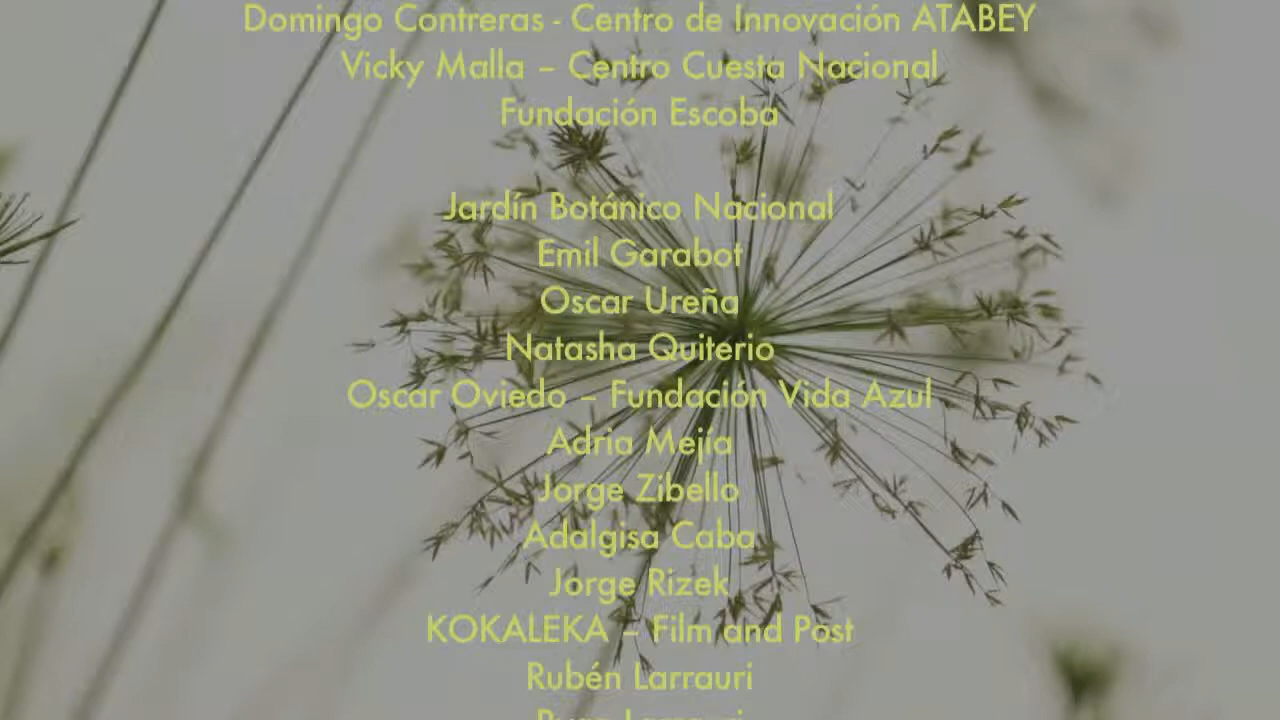 Domingo Contreras - Centro de Innovación ATABEY
Vicky Malla – Centro Cuesta Nacional
Fundación Escoba
Jardín Botánico Nacional
Emil Garabot
Oscar Ureña
Natasha Quiterio
Oscar Oviedo – Fundación Vida Azul
Adria Mejía
Jorge Zibello
Adalgisa Caba
Jorge Rizek
KOKALEKA – Film and Post
Rubén Larrauri